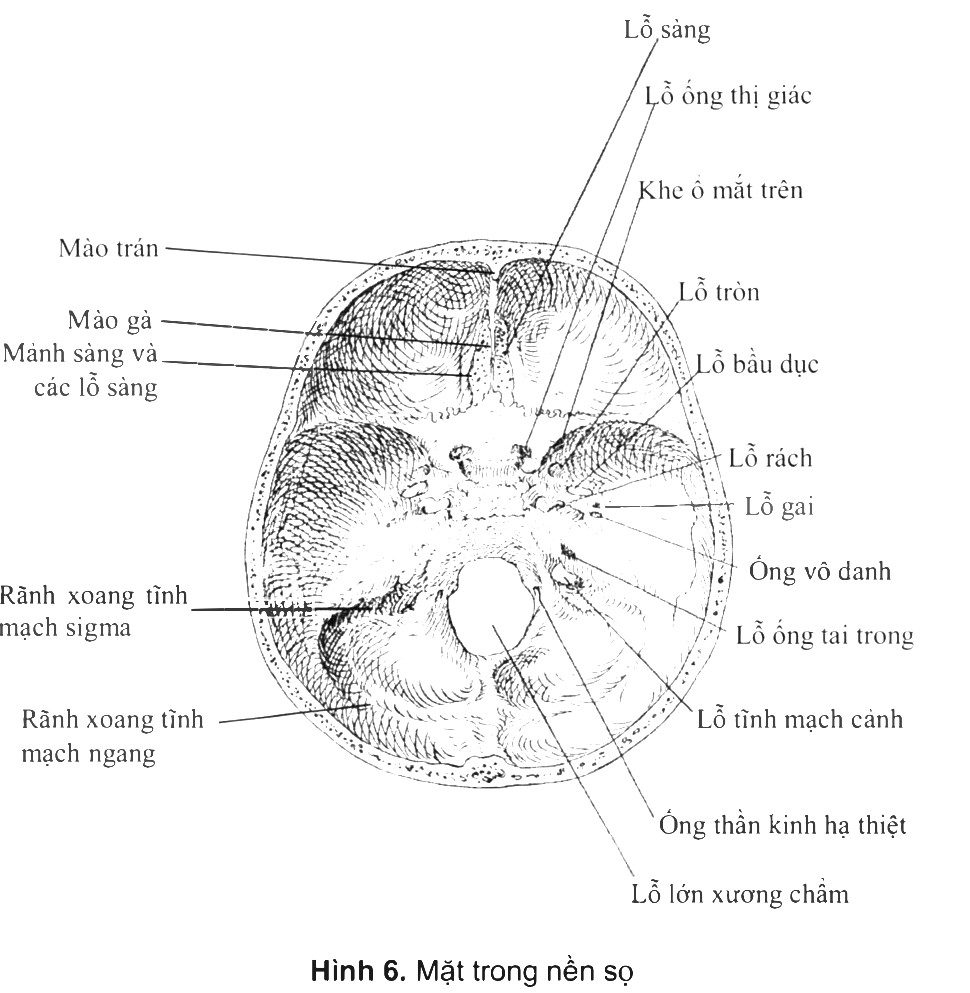 Lỗ sàng
Lỗ ống thị giác
Khe ổ mắt trên
Mào trán
Lỗ tròn
Mào gà
Mảnh sàng và
các lỗ sàng
Lỗ bầu dục
Lỗ rách
Lỗ gai
Ống vô danh
Rãnh xoang tĩnh
mạch sigma
Lỗ ống tai trong
Rãnh xoang tĩnh
mạch ngang
Lỗ tĩnh mạch cảnh
Ống thần kinh hạ thiệt
Lỗ lớn xương chẩm
Hình 6. Mặt trong nền sọ